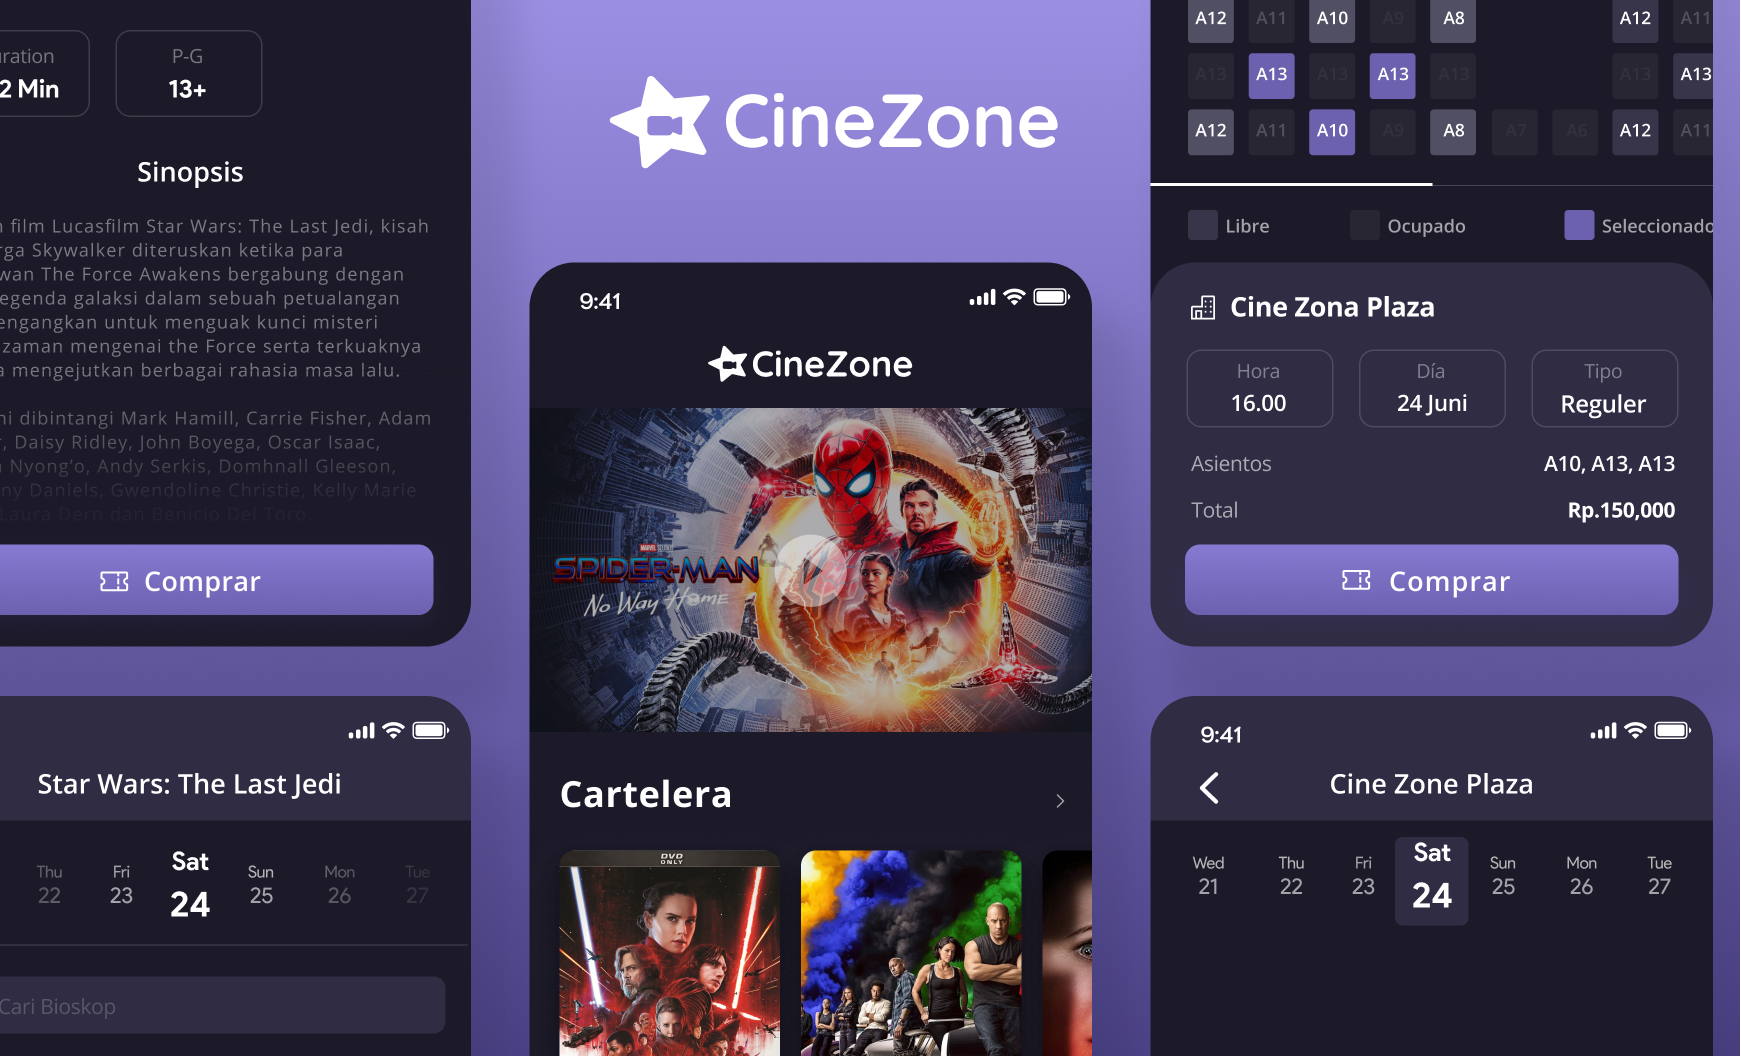 uration
2 Min
P-G
13+
Sinopsis
n film Lucasfilm Star Wars: The Last Jedi, kisah
rga Skywalker diteruskan ketika para
wan The Force Awakens bergabung dengan
egenda galaksi dalam sebuah petualangan
engangkan untuk menguak kunci misteri
zaman mengenai the Force serta terkuaknya
a mengejutkan berbagai rahasia masa lalu.
ni dibintangi Mark Hamill, Carrie Fisher, Adam
r, Daisy Ridley, John Boyega, Oscar Isaac,
a Nyong'o, Andy Serkis, Domhnall Gleeson,
ny Daniels, Gwendoline Christie, Kelly Marie
Laura Dern dan Benicio Del Toro.
Comprar
Star Wars: The Last Jedi
Thu Fri Sat Sun Mon Tue
22 23 24 25 26 27
Cari Bioskop
CineZone
9:41
CineZone
MARVEL STUDIOS
SPIDER-MAN
No Way Home
Cartelera
DVD
ONLY
A12 A11 A10 A9 A8 A12 A11
A13 A13 A13 A13 A13 A13 A13
A12 A11 A10 A9 A8 A7 A6 A12 A11
Libre Ocupado Seleccionado
Cine Zona Plaza
Hora Día Tipo
16.00 24 Juni Reguler
Asientos A10, A13, A13
Total Rp.150,000
Comprar
9:41
Cine Zone Plaza
Wed Thu Fri Sat Sun Mon Tue
21 22 23 24 25 26 27